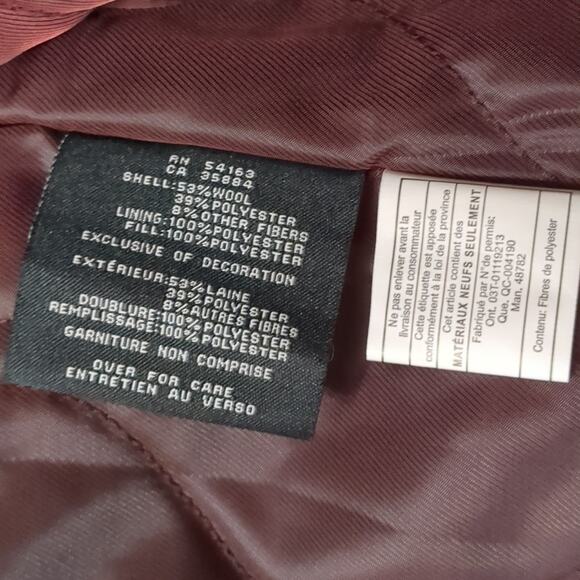 RN 54163
CA 35884
SHELL:53%WOOL
39%POLYESTER
8%OTHER FIBERS
LINING:100%POLYESTER
FILL:100%POLYESTER
EXCLUSIVE OF DECORATION
EXTÉRIEUR:53%LAINE
39%POLYESTER
8%AUTRES FIBRES
DOUBLURE:100%POLYESTER
REMPLISSAGE:100%POLYESTER
GARNITURE NON COMPRISE
OVER FOR CARE
ENTRETIEN AU VERSO
Ne pas enlever avant la
livraison au consommateur
Cette étiquette est apposée
conformément à la loi de la province
Cet article contient des
MATÉRIAUX NEUFS SEULEMENT
Fabriqué par N°de permis:
Ont. 03T-01119213
Que. QC-004190
Man. 48782
Contenu: Fibres de polyester